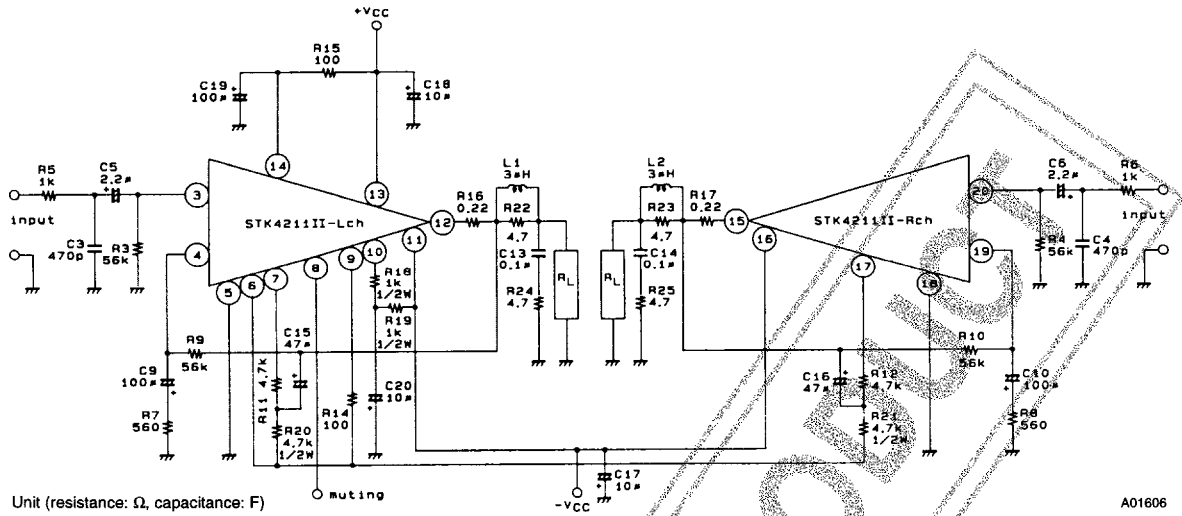 +VCC
R15
100
C19
100µ
C18
10µ
14
13
R5
1k
C5
2.2µ
+
3
input
C3
470p
R3
56k
4
STK4211II-Lch
12
R16
0.22
L1
3µH
R22
4.7
C13
0.1µ
R24
4.7
RL
5
6
7
8
9
10
11
R18
1k
1/2W
R19
1k
1/2W
R9
56k
C15
47µ
C9
100µ
R7
560
R11 4.7k
R20
4.7k
1/2W
R14
100
C20
10µ
muting
-VCC
C17
10µ
L2
3µH
R23
4.7
R17
0.22
C14
0.1µ
R25
4.7
RL
15
STK4211II-Rch
16
17
18
20
19
C6
2.2µ
R6
1k
input
R4
56k
C4
470p
R10
56k
C16
47µ
R12
4.7k
R21
4.7k
1/2W
C10
100µ
R8
560
Unit (resistance: Ω, capacitance: F)
A01606